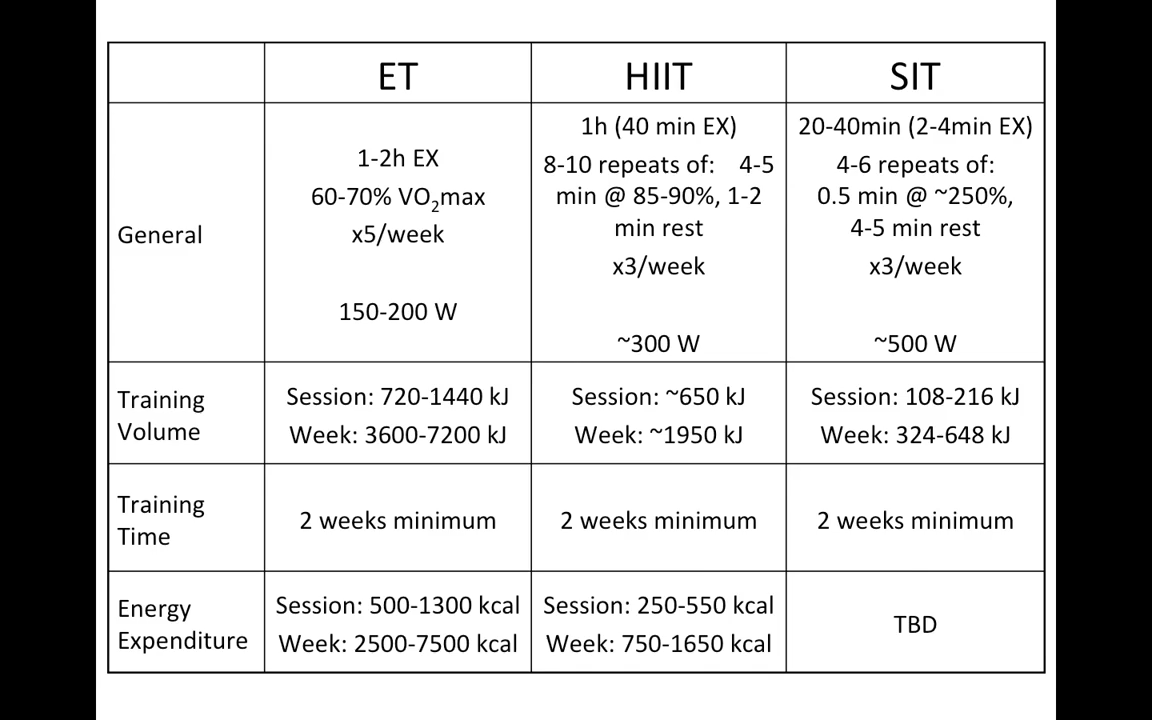 ET
HIIT
SIT
General
1-2h EX
60-70% VO2max
x5/week
150-200 W
1h (40 min EX)
8-10 repeats of: 4-5
min @ 85-90%, 1-2
min rest
x3/week
~300 W
20-40min (2-4min EX)
4-6 repeats of:
0.5 min @ ~250%,
4-5 min rest
x3/week
~500 W
Training
Volume
Session: 720-1440 kJ
Week: 3600-7200 kJ
Session: ~650 kJ
Week: ~1950 kJ
Session: 108-216 kJ
Week: 324-648 kJ
Training
Time
2 weeks minimum
2 weeks minimum
2 weeks minimum
Energy
Expenditure
Session: 500-1300 kcal
Week: 2500-7500 kcal
Session: 250-550 kcal
Week: 750-1650 kcal
TBD